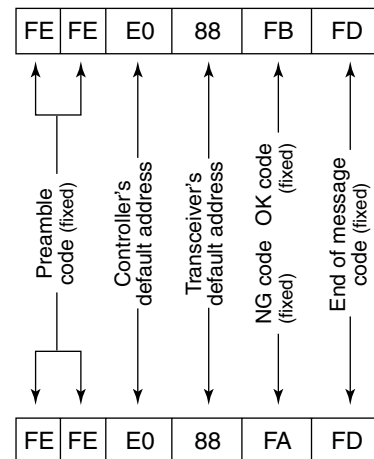 FE FE E0 88 FB FD
Preamble
code (fixed)
Controller's
default address
Transceiver's
default address
OK code
(fixed)
NG code
(fixed)
End of message
code (fixed)
FE FE E0 88 FA FD